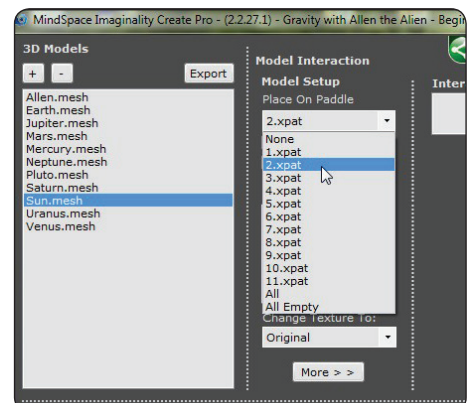 MindSpace Imaginality Create Pro - (2.2.27.1) - Gravity with Allen the Alien - Begin
3D Models
+ - Export
Allen.mesh
Earth.mesh
Jupiter.mesh
Mars.mesh
Mercury.mesh
Neptune.mesh
Pluto.mesh
Saturn.mesh
Sun.mesh
Uranus.mesh
Venus.mesh
Model Interaction
Model Setup
Place On Paddle
2.xpat
None
1.xpat
2.xpat
3.xpat
4.xpat
5.xpat
6.xpat
7.xpat
8.xpat
9.xpat
10.xpat
11.xpat
All
All Empty
Change Texture To:
Original
More > >
Inter